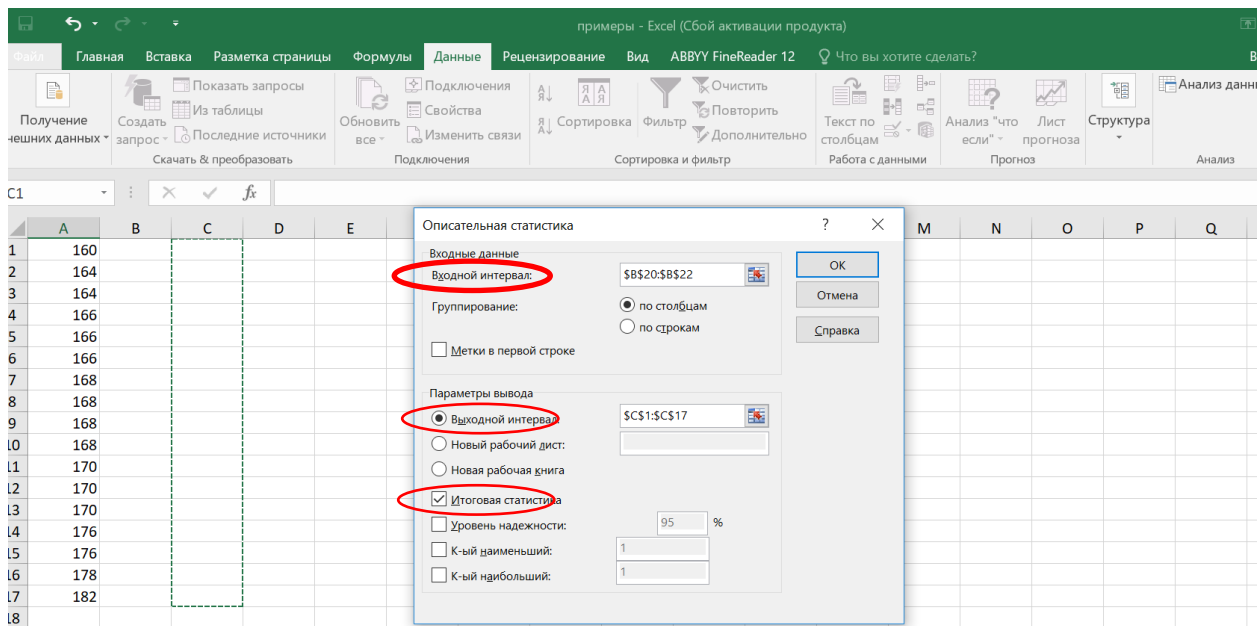 примеры - Excel (Сбой активации продукта)
Файл Главная Вставка Разметка страницы Формулы Данные Рецензирование Вид ABBYY FineReader 12 Что вы хотите сделать?
Получение
нешних данных
Создать
запрос
Показать запросы
Из таблицы
Последние источники
Скачать & преобразовать
Обновить
все
Подключения
Свойства
Изменить связи
Подключения
Сортировка
Фильтр
Очистить
Повторить
Дополнительно
Сортировка и фильтр
Текст по
столбцам
Работа с данными
Анализ "что
если"
Лист
прогноза
Прогноз
Структура
Анализ данн
Анализ
C1 fx
A B C D E M N O P Q
1 160
2 164
3 164
4 166
5 166
6 166
7 168
8 168
9 168
10 168
11 170
12 170
13 170
14 176
15 176
16 178
17 182
18
Описательная статистика ? ×
Входные данные
Входной интервал: $B$20:$B$22
Группирование: по столбцам
по строкам
Метки в первой строке
OK
Отмена
Справка
Параметры вывода
Выходной интервал: $C$1:$C$17
Новый рабочий лист:
Новая рабочая книга
Итоговая статистика
Уровень надежности: 95 %
К-ый наименьший: 1
К-ый наибольший: 1